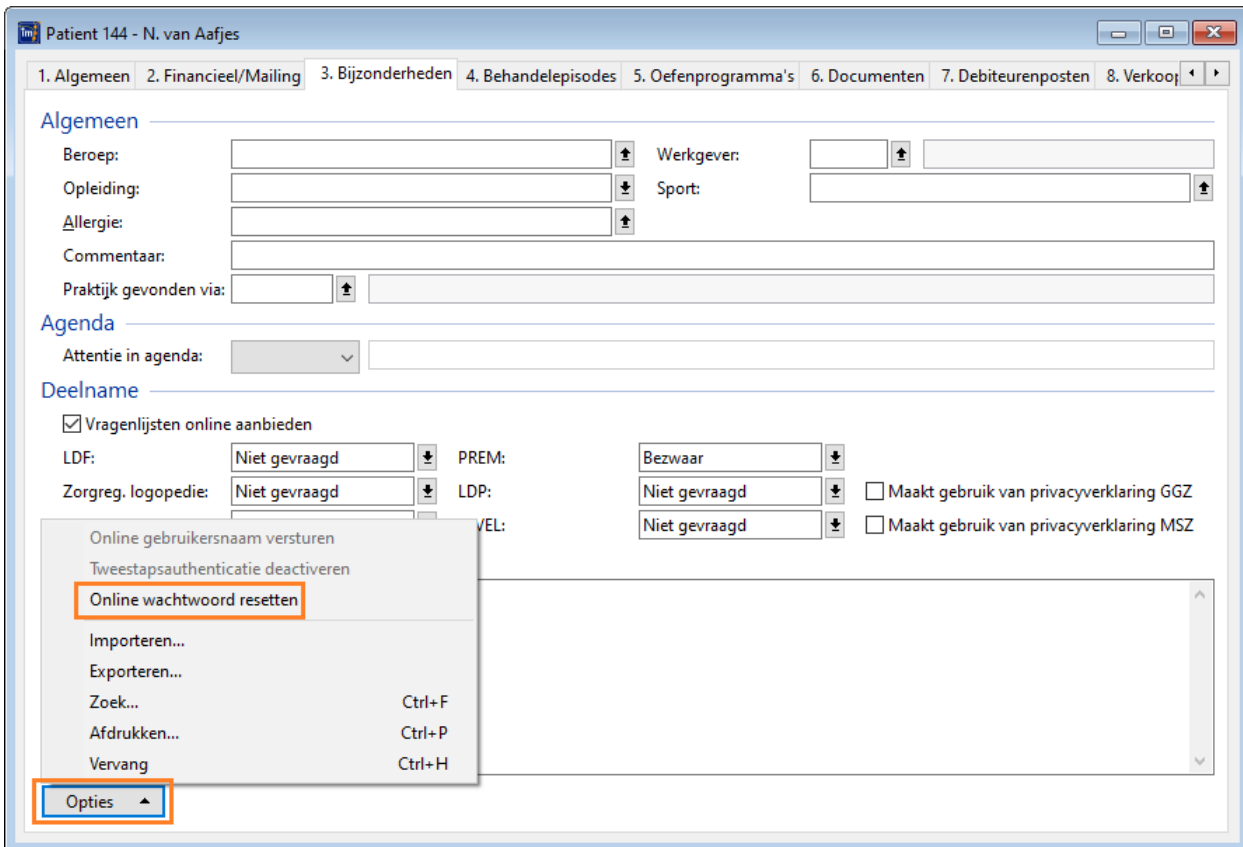 Tm
Patient 144 - N. van Aafjes
1. Algemeen 2. Financieel/Mailing 3. Bijzonderheden 4. Behandelepisodes 5. Oefenprogramma's 6. Documenten 7. Debiteurenposten 8. Verkoop
Algemeen
Beroep: Werkgever:
Opleiding: Sport:
Allergie:
Commentaar:
Praktijk gevonden via:
Agenda
Attentie in agenda:
Deelname
Vragenlijsten online aanbieden
LDF: Niet gevraagd PREM: Bezwaar
Zorgreg. logopedie: Niet gevraagd LDP: Niet gevraagd Maakt gebruik van privacyverklaring GGZ
VEL: Niet gevraagd Maakt gebruik van privacyverklaring MSZ
Online gebruikersnaam versturen
Tweestapsauthenticatie deactiveren
Online wachtwoord resetten
Importeren...
Exporteren...
Zoek... Ctrl+F
Afdrukken... Ctrl+P
Vervang Ctrl+H
Opties